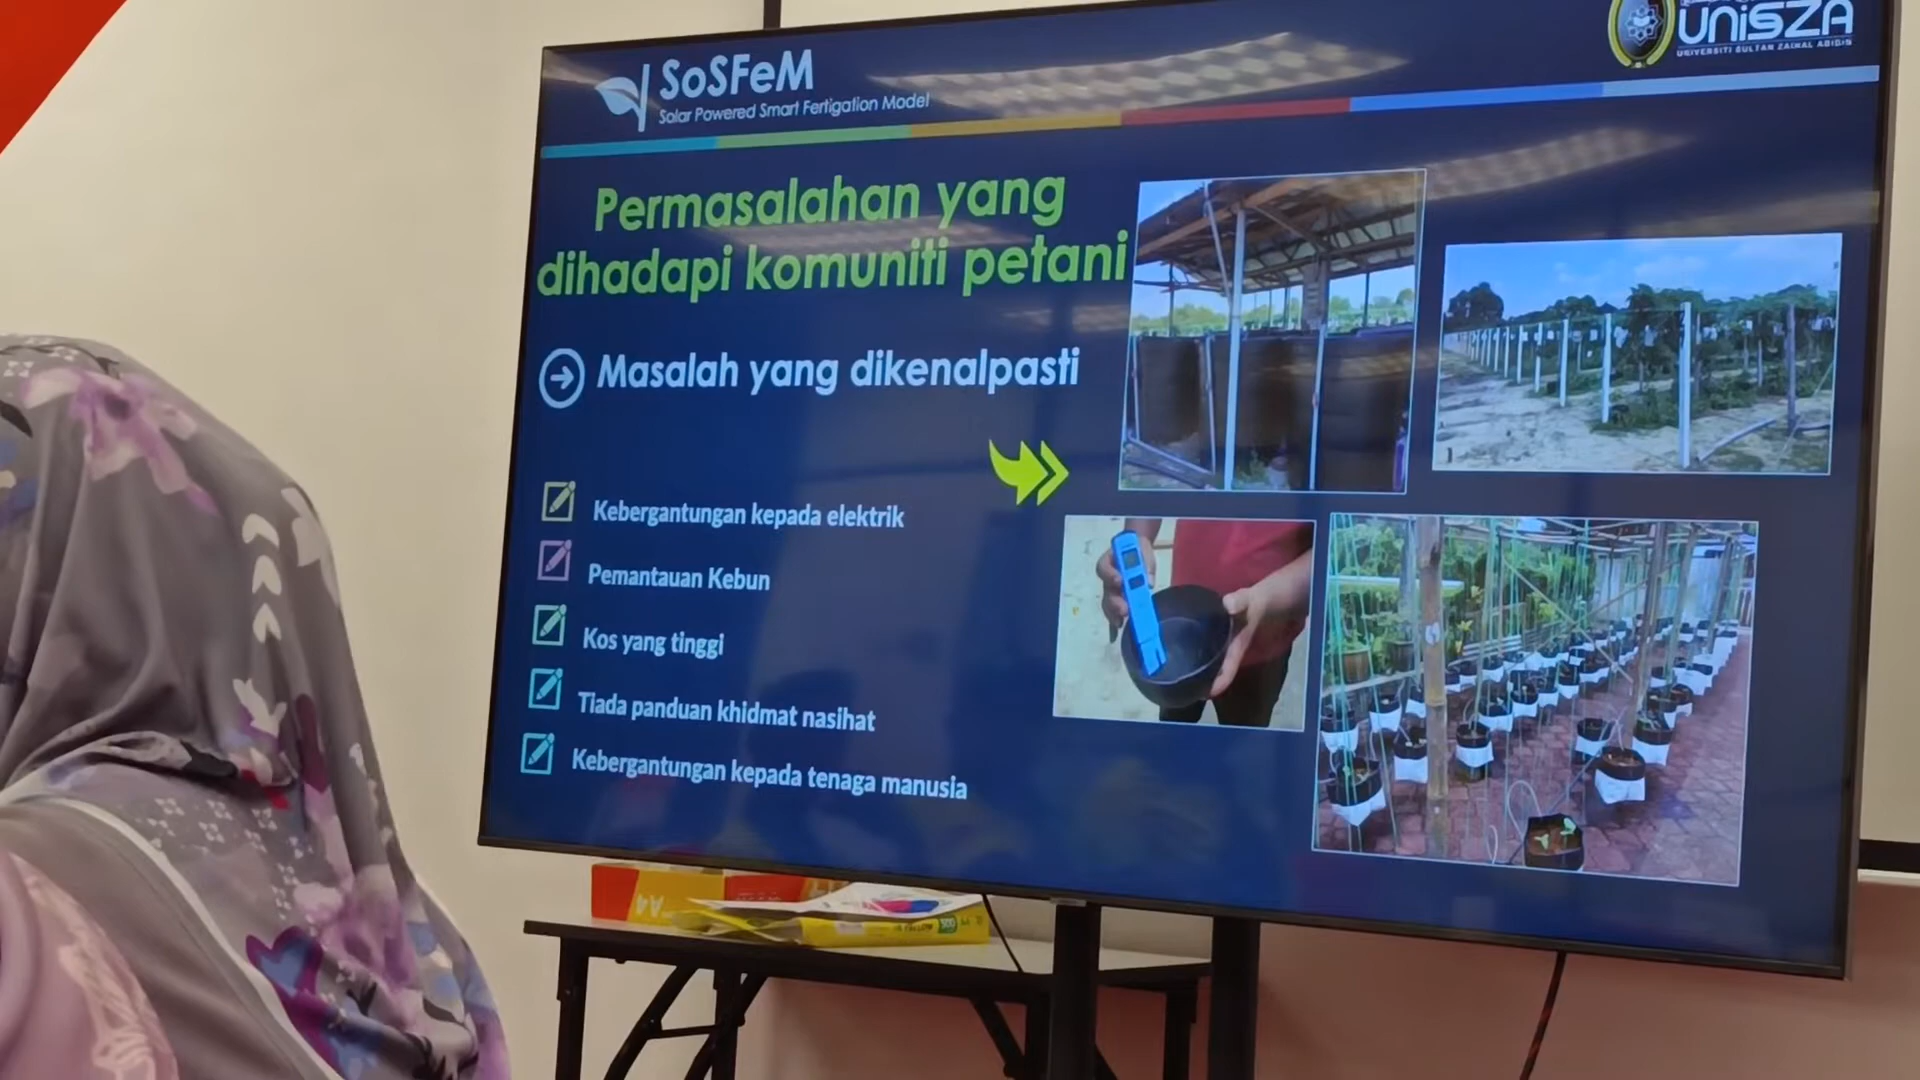 SoSFeM
Solar Powered Smart Fertigation Model
UNiSZA
UNIVERSITI SULTAN ZAINAL ABIDIN
Permasalahan yang
dihadapi komuniti petani
Masalah yang dikenalpasti
Kebergantungan kepada elektrik
Pemantauan Kebun
Kos yang tinggi
Tiada panduan khidmat nasihat
Kebergantungan kepada tenaga manusia
A4
500